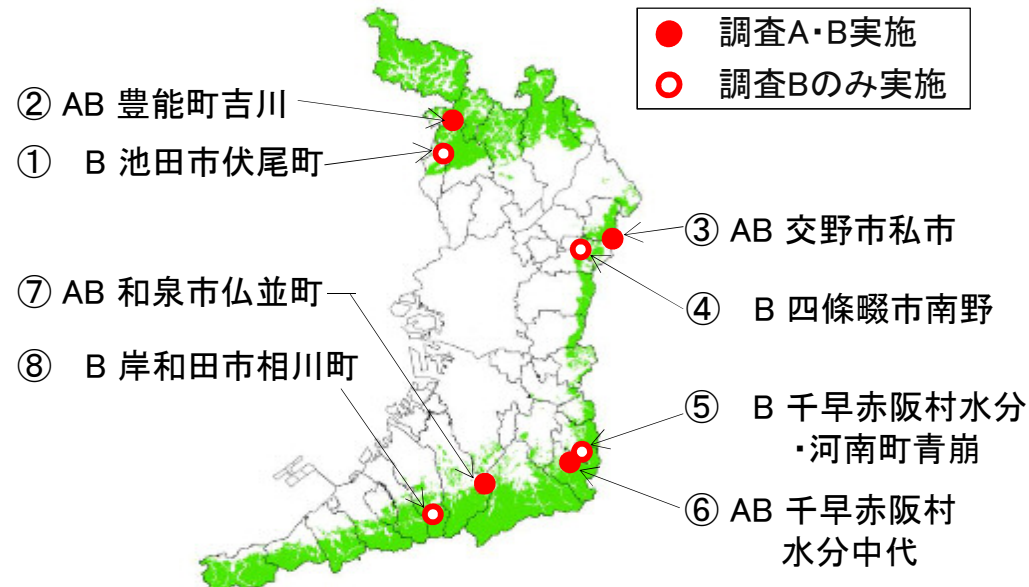 調査A・B実施
調査Bのみ実施
② AB 豊能町吉川
① B 池田市伏尾町
③ AB 交野市私市
④ B 四條畷市南野
⑦ AB 和泉市仏並町
⑧ B 岸和田市相川町
⑤ B 千早赤阪村水分
・河南町青崩
⑥ AB 千早赤阪村
水分中代